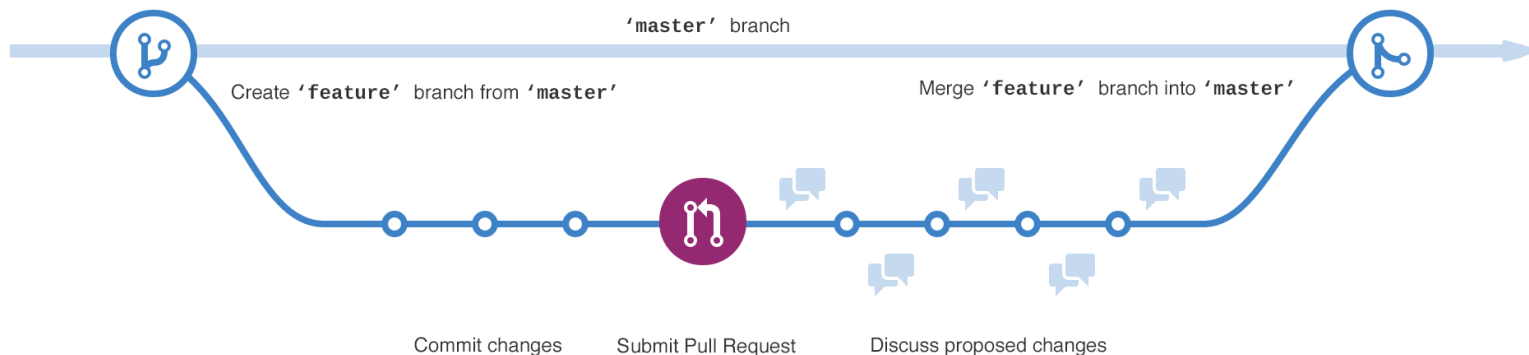 ‘master’ branch
Create ‘feature’ branch from ‘master’
Merge ‘feature’ branch into ‘master’
Commit changes
Submit Pull Request
Discuss proposed changes